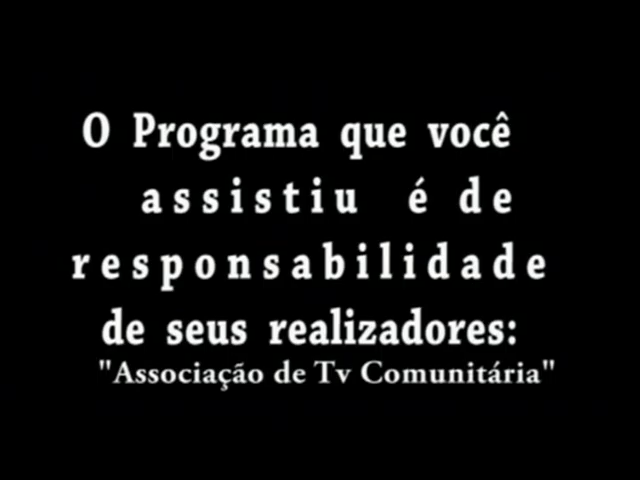 O Programa que você
assistiu é de
responsabilidade
de seus realizadores:
"Associação de Tv Comunitária"